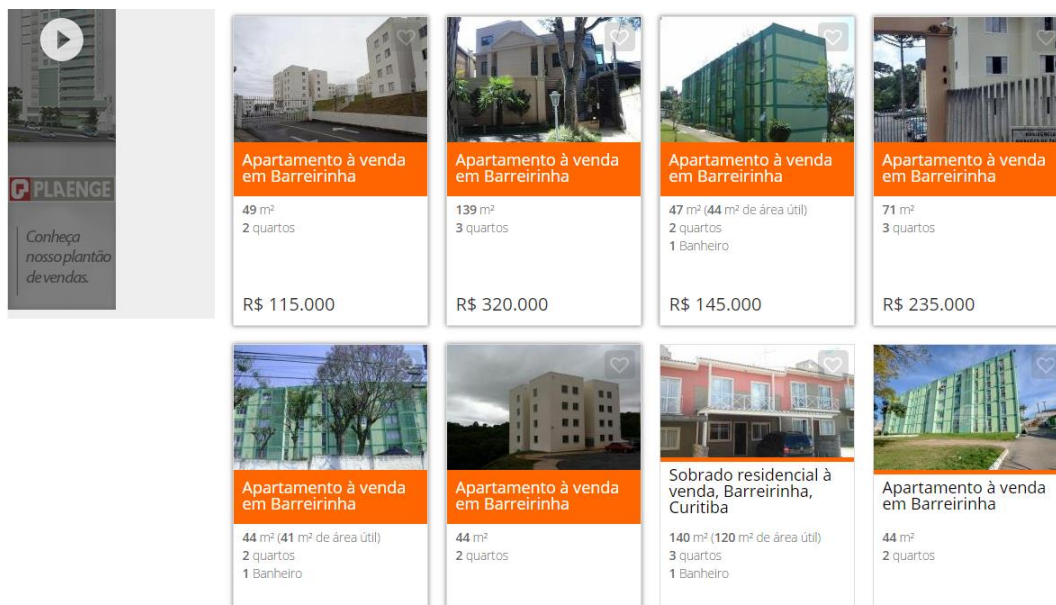 PLAENGE
Conheça
nosso plantão
de vendas.
Apartamento à venda
em Barreirinha
49 m²
2 quartos
R$ 115.000
Apartamento à venda
em Barreirinha
139 m²
3 quartos
R$ 320.000
Apartamento à venda
em Barreirinha
47 m² (44 m² de área útil)
2 quartos
1 Banheiro
R$ 145.000
Apartamento à venda
em Barreirinha
71 m²
3 quartos
R$ 235.000
Apartamento à venda
em Barreirinha
44 m² (41 m² de área útil)
2 quartos
1 Banheiro
Apartamento à venda
em Barreirinha
44 m²
2 quartos
Sobrado residencial à
venda, Barreirinha,
Curitiba
140 m² (120 m² de área útil)
3 quartos
1 Banheiro
Apartamento à venda
em Barreirinha
44 m²
2 quartos